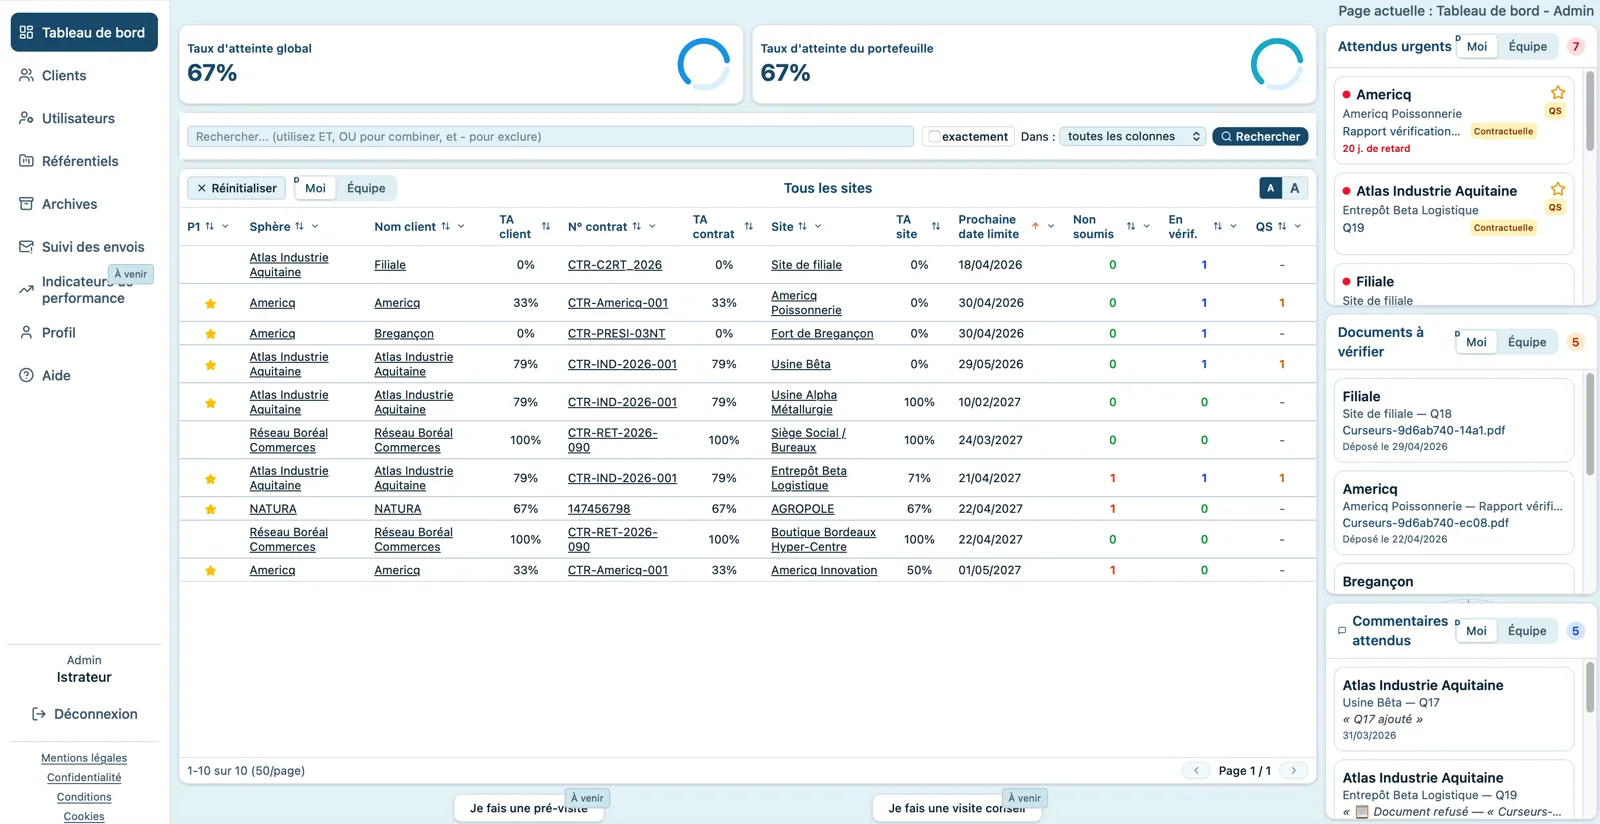 Page actuelle : Tableau de bord - Admin
Tableau de bord
Clients
Utilisateurs
Référentiels
Archives
Suivi des envois
À venir
Indicateurs de
performance
Profil
Aide
Admin
Istrateur
Déconnexion
Mentions légales
Confidentialité
Conditions
Cookies
Taux d'atteinte global
67%
Taux d'atteinte du portefeuille
67%
Rechercher... (utilisez ET, OU pour combiner, et - pour exclure)
exactement
Dans :
toutes les colonnes
Rechercher
Réinitialiser
Moi
Équipe
Tous les sites
A
A
P1 Sphère Nom client TA client N° contrat TA contrat Site TA site Prochaine date limite Non soumis En vérif. QS
Atlas Industrie Aquitaine Filiale 0% CTR-C2RT_2026 0% Site de filiale 0% 18/04/2026 0 1 -
Americq Americq 33% CTR-Americq-001 33% Americq Poissonnerie 0% 30/04/2026 0 1 1
Americq Bregançon 0% CTR-PRESI-03NT 0% Fort de Bregançon 0% 30/04/2026 0 1 -
Atlas Industrie Aquitaine Atlas Industrie Aquitaine 79% CTR-IND-2026-001 79% Usine Bêta 0% 29/05/2026 0 1 1
Atlas Industrie Aquitaine Atlas Industrie Aquitaine 79% CTR-IND-2026-001 79% Usine Alpha Métallurgie 100% 10/02/2027 0 0 -
Réseau Boréal Commerces Réseau Boréal Commerces 100% CTR-RET-2026-090 100% Siège Social / Bureaux 100% 24/03/2027 0 0 -
Atlas Industrie Aquitaine Atlas Industrie Aquitaine 79% CTR-IND-2026-001 79% Entrepôt Beta Logistique 71% 21/04/2027 1 1 1
NATURA NATURA 67% 147456798 67% AGROPOLE 67% 22/04/2027 1 0 -
Réseau Boréal Commerces Réseau Boréal Commerces 100% CTR-RET-2026-090 100% Boutique Bordeaux Hyper-Centre 100% 22/04/2027 0 0 -
Americq Americq 33% CTR-Americq-001 33% Americq Innovation 50% 01/05/2027 1 0 -
1-10 sur 10 (50/page)
Page 1 / 1
Je fais une pré-visite
À venir
Je fais une visite conseil
À venir
Attendus urgents
Moi
Équipe
7
Americq
Americq Poissonnerie
QS
Rapport vérification...
Contractuelle
20 j. de retard
Atlas Industrie Aquitaine
Entrepôt Beta Logistique
QS
Q19
Contractuelle
Filiale
Site de filiale
Documents à
vérifier
Moi
Équipe
5
Filiale
Site de filiale — Q18
Curseurs-9d6ab740-14a1.pdf
Déposé le 29/04/2026
Americq
Americq Poissonnerie — Rapport vérifi...
Curseurs-9d6ab740-ec08.pdf
Déposé le 22/04/2026
Bregançon
Commentaires
attendus
Moi
Équipe
5
Atlas Industrie Aquitaine
Usine Bêta — Q17
« Q17 ajouté »
31/03/2026
Atlas Industrie Aquitaine
Entrepôt Beta Logistique — Q19
« 📋 Document refusé — « Curseurs-...